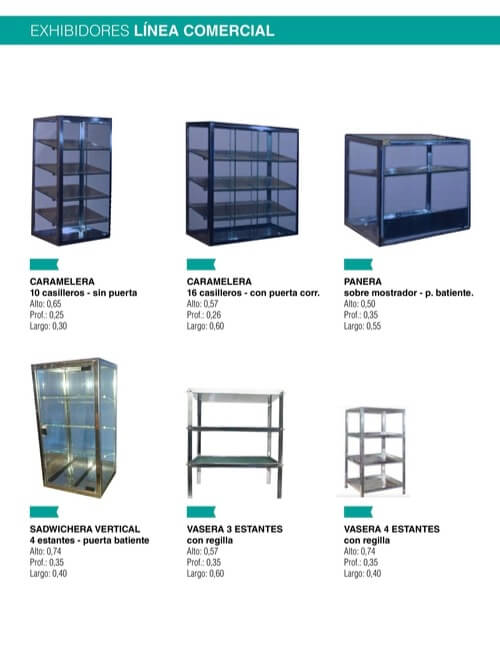 EXHIBIDORES LÍNEA COMERCIAL
CARAMELERA
10 casilleros - sin puerta
Alto: 0,65
Prof.: 0,25
Largo: 0,30
CARAMELERA
16 casilleros - con puerta corr.
Alto: 0,57
Prof.: 0,26
Largo: 0,60
PANERA
sobre mostrador - p. batiente.
Alto: 0,50
Prof.: 0,35
Largo: 0,55
SADWICHERA VERTICAL
4 estantes - puerta batiente
Alto: 0,74
Prof.: 0,35
Largo: 0,40
VASERA 3 ESTANTES
con regilla
Alto: 0,57
Prof.: 0,35
Largo: 0,60
VASERA 4 ESTANTES
con regilla
Alto: 0,74
Prof.: 0,35
Largo: 0,40